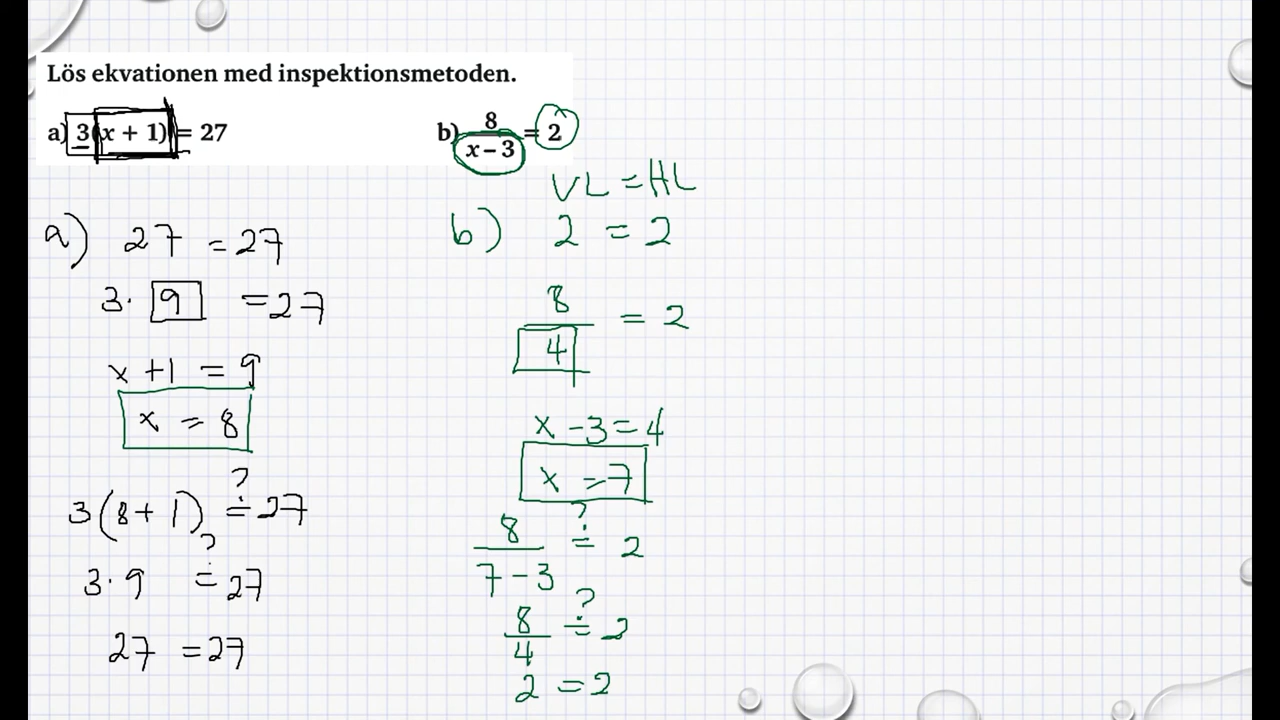 Lös ekvationen med inspektionsmetoden.
a) 3(x + 1) = 27
b) 8/(x – 3) = 2
a) 27 = 27
3 · 9 = 27
x + 1 = 9
x = 8
3(8 + 1) ?= 27
3 · 9 ?= 27
27 = 27
VL = HL
b) 2 = 2
8/4 = 2
x - 3 = 4
x = 7
8/(7 - 3) ?= 2
8/4 ?= 2
2 = 2